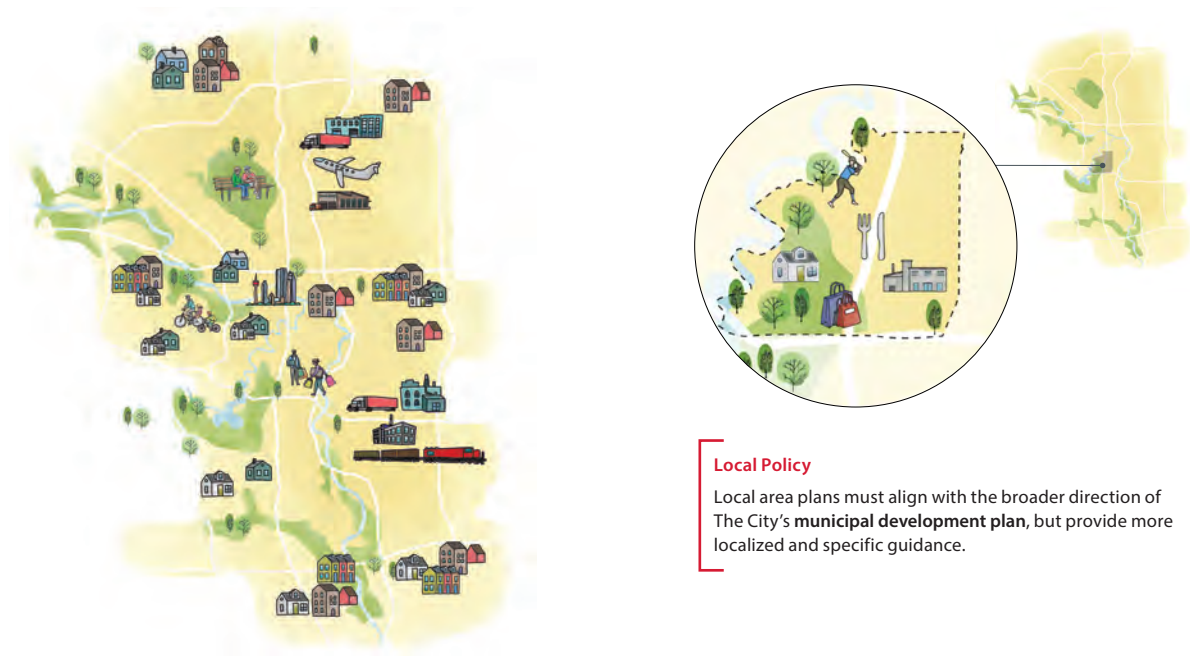 Local Policy
Local area plans must align with the broader direction of
The City's municipal development plan, but provide more
localized and specific guidance.